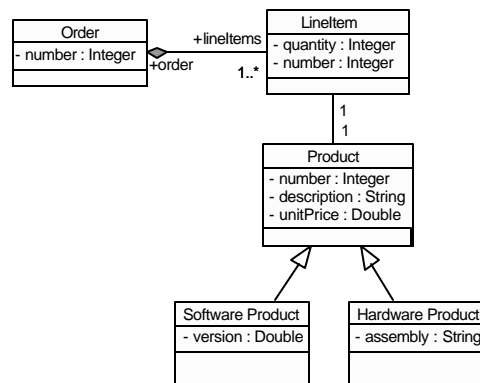 Order
- number : Integer
+order
+lineItems
1..*
LineItem
- quantity : Integer
- number : Integer
1
1
Product
- number : Integer
- description : String
- unitPrice : Double
Software Product
- version : Double
Hardware Product
- assembly : String